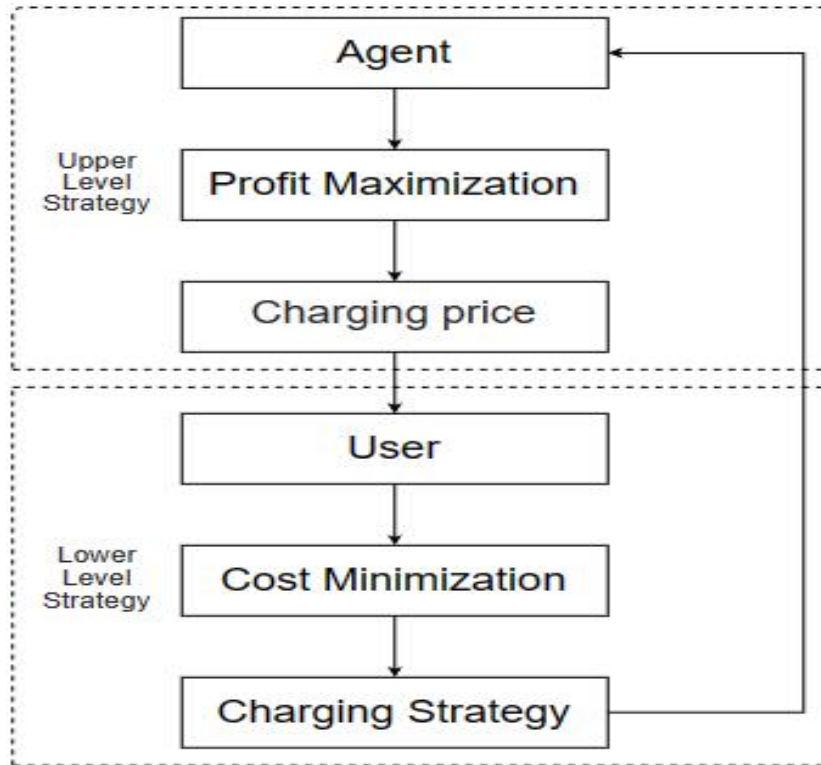 Agent
Upper
Level
Strategy
Profit Maximization
Charging price
User
Lower
Level
Strategy
Cost Minimization
Charging Strategy